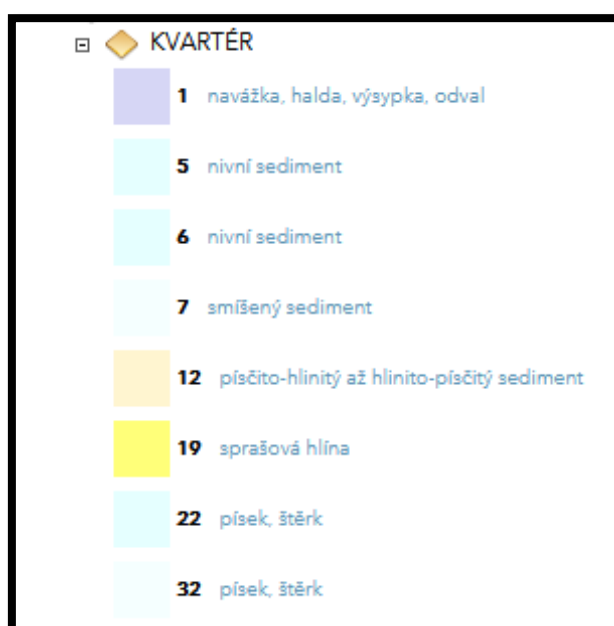 KVARTÉR
1 navážka, halda, výsypka, odval
5 nivní sediment
6 nivní sediment
7 smíšený sediment
12 písčito-hlinitý až hlinito-písčitý sediment
19 sprašová hlína
22 písek, štěrk
32 písek, štěrk